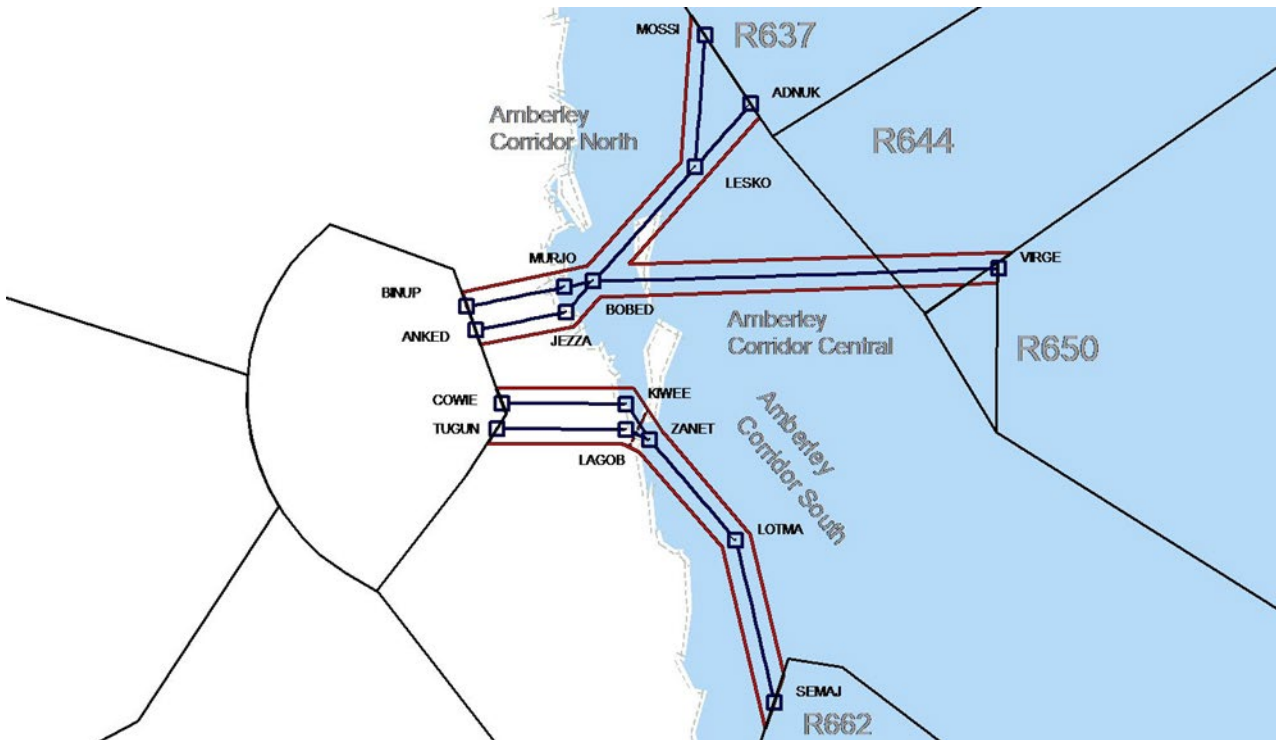 MOSSI
R637
ADNUK
Amberley
Corridor North
R644
LESKO
MURJO
VIRGE
BINUP
BOBED
ANKED
JEZZA
Amberley
Corridor Central
R650
COWIE
KIWEE
TUGUN
ZANET
LAGOB
Amberley
Corridor South
LOTMA
SEMAJ
R662